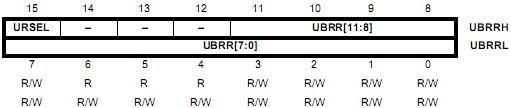 15 14 13 12 11 10 9 8
URSEL – – – UBRR[11:8] UBRRH
UBRR[7:0] UBRRL
7 6 5 4 3 2 1 0
R/W R R R R/W R/W R/W R/W
R/W R/W R/W R/W R/W R/W R/W R/W